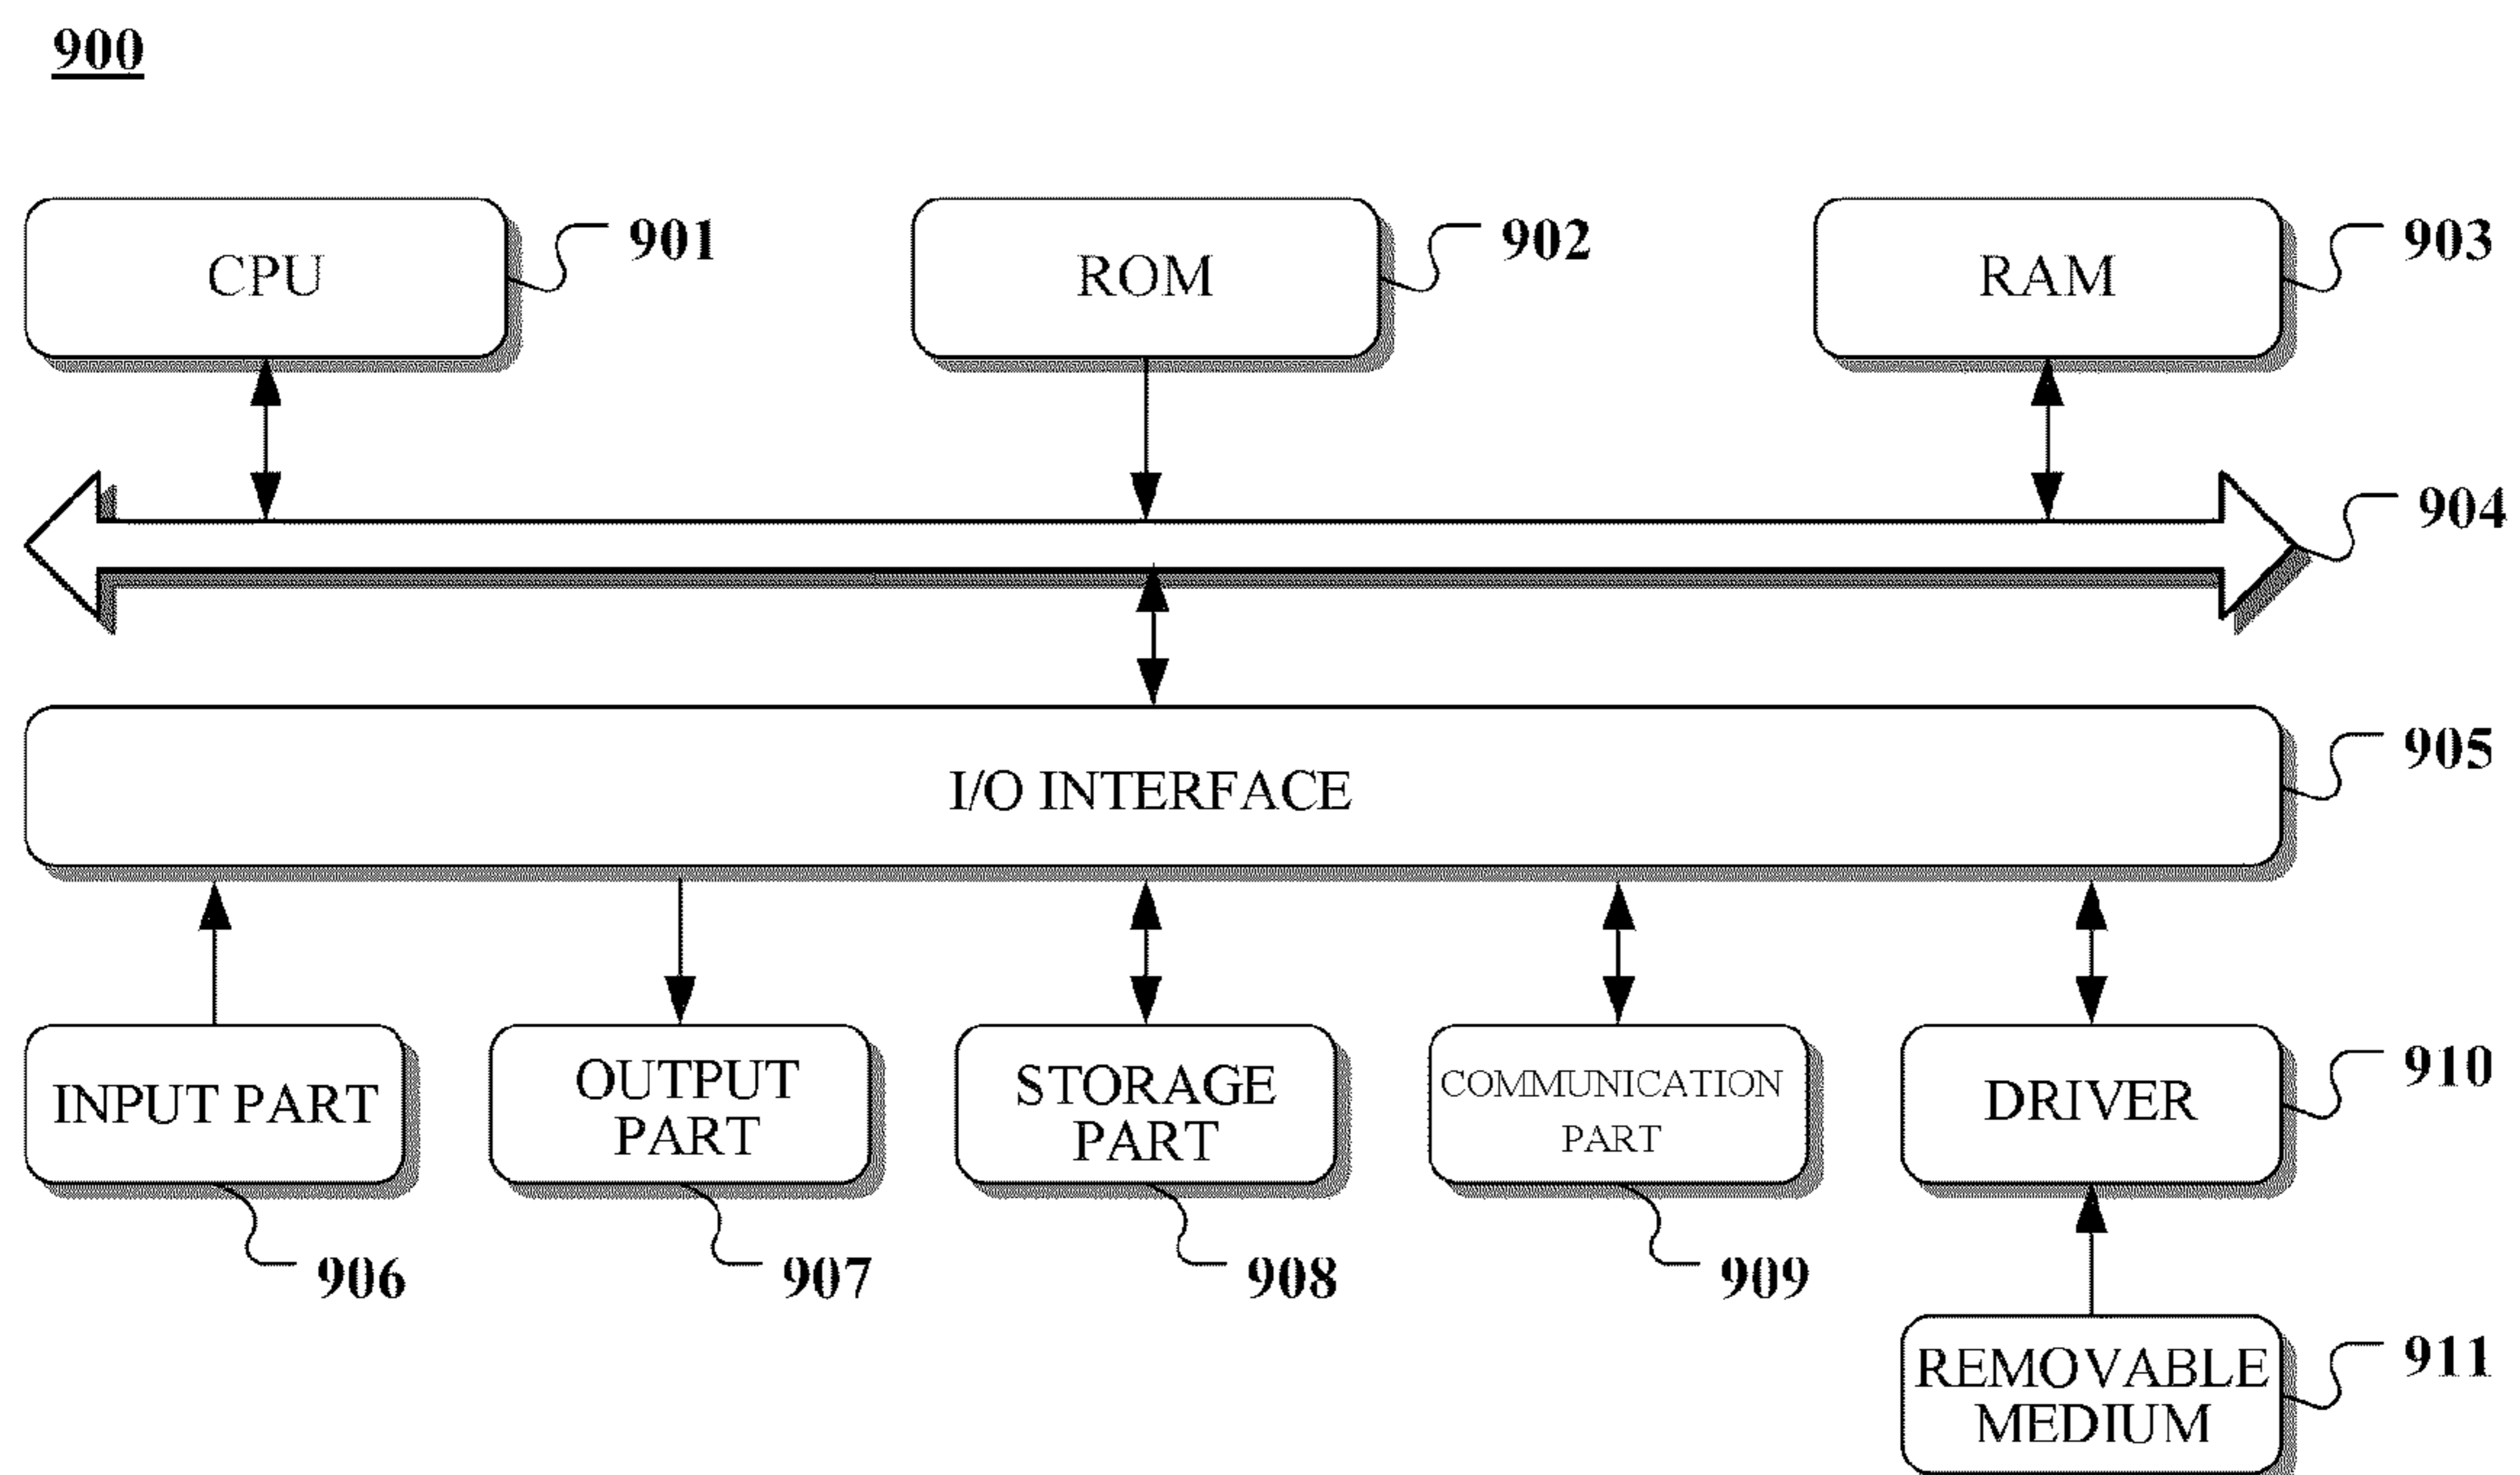 900
CPU
901
ROM
902
RAM
903
904
I/O INTERFACE
905
INPUT PART
906
OUTPUT
PART
907
STORAGE
PART
908
COMMUNICATION
PART
909
DRIVER
910
REMOVABLE
MEDIUM
911